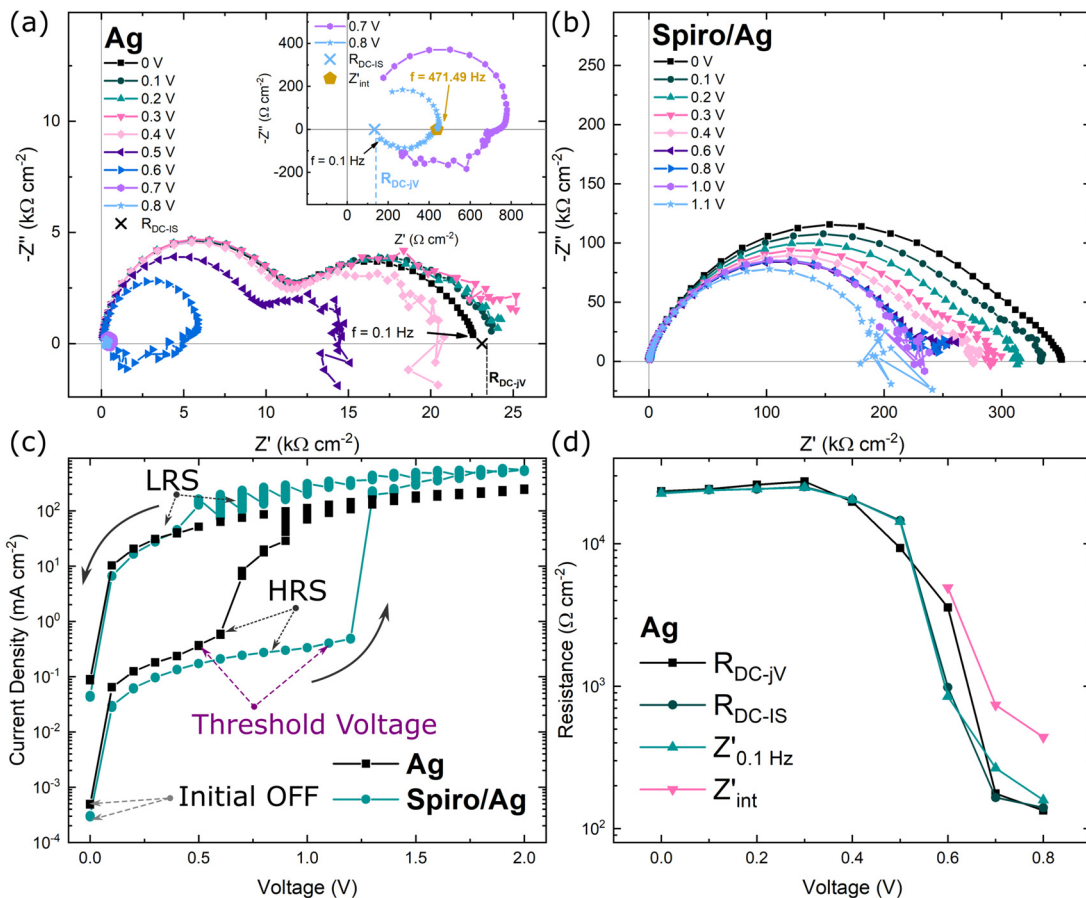 (a)
Ag
0 V
0.1 V
0.2 V
0.3 V
0.4 V
0.5 V
0.6 V
0.7 V
0.8 V
R_DC-IS
-Z'' (kΩ cm⁻²)
10
5
0
0
5
10
15
20
25
Z' (kΩ cm⁻²)
f = 0.1 Hz
R_DC-jV
0.7 V
0.8 V
R_DC-IS
Z'_int
f = 471.49 Hz
f = 0.1 Hz
R_DC-jV
-Z'' (Ω cm⁻²)
400
200
0
-200
0
200
400
600
800
Z' (Ω cm⁻²)
(b)
Spiro/Ag
0 V
0.1 V
0.2 V
0.3 V
0.4 V
0.6 V
0.8 V
1.0 V
1.1 V
-Z'' (kΩ cm⁻²)
250
200
150
100
50
0
0
100
200
300
Z' (kΩ cm⁻²)
(c)
LRS
HRS
Threshold Voltage
Initial OFF
Ag
Spiro/Ag
Current Density (mA cm⁻²)
10²
10¹
10⁰
10⁻¹
10⁻²
10⁻³
10⁻⁴
0.0
0.5
1.0
1.5
2.0
Voltage (V)
(d)
Ag
R_DC-jV
R_DC-IS
Z'_0.1 Hz
Z'_int
Resistance (Ω cm⁻²)
10⁴
10³
10²
0.0
0.2
0.4
0.6
0.8
Voltage (V)